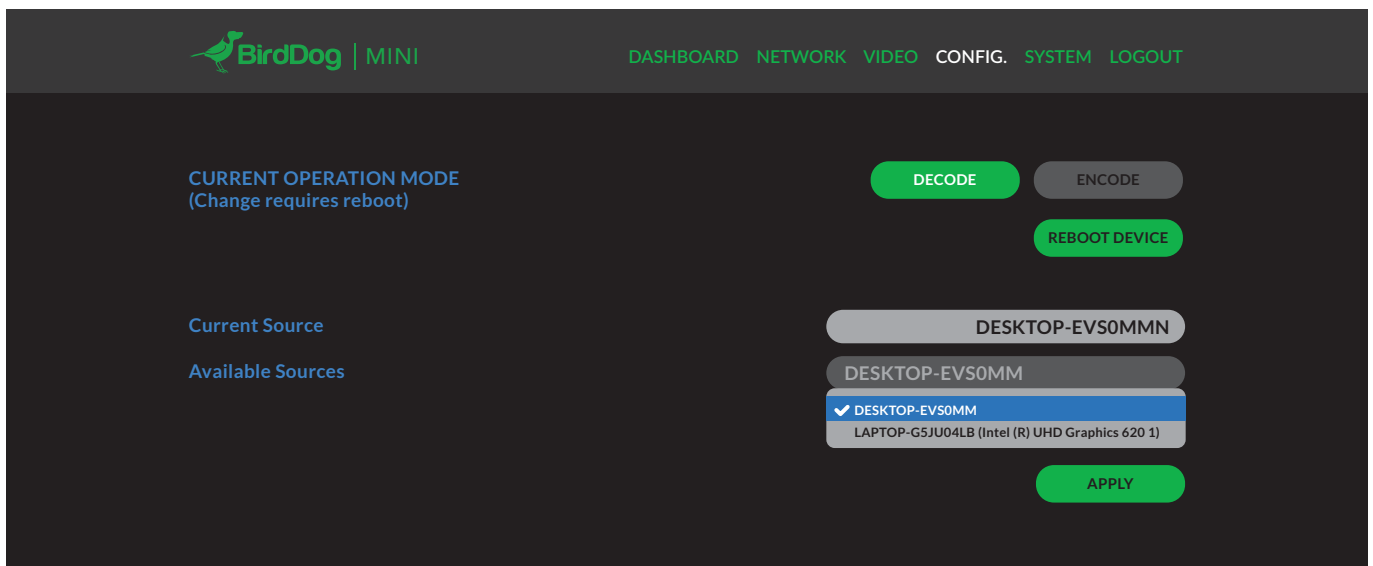 BirdDog | MINI
DASHBOARD NETWORK VIDEO CONFIG. SYSTEM LOGOUT
CURRENT OPERATION MODE
(Change requires reboot)
DECODE ENCODE
REBOOT DEVICE
Current Source
DESKTOP-EVS0MMN
Available Sources
DESKTOP-EVS0MM
DESKTOP-EVS0MM
LAPTOP-G5JU04LB (Intel (R) UHD Graphics 620 1)
APPLY